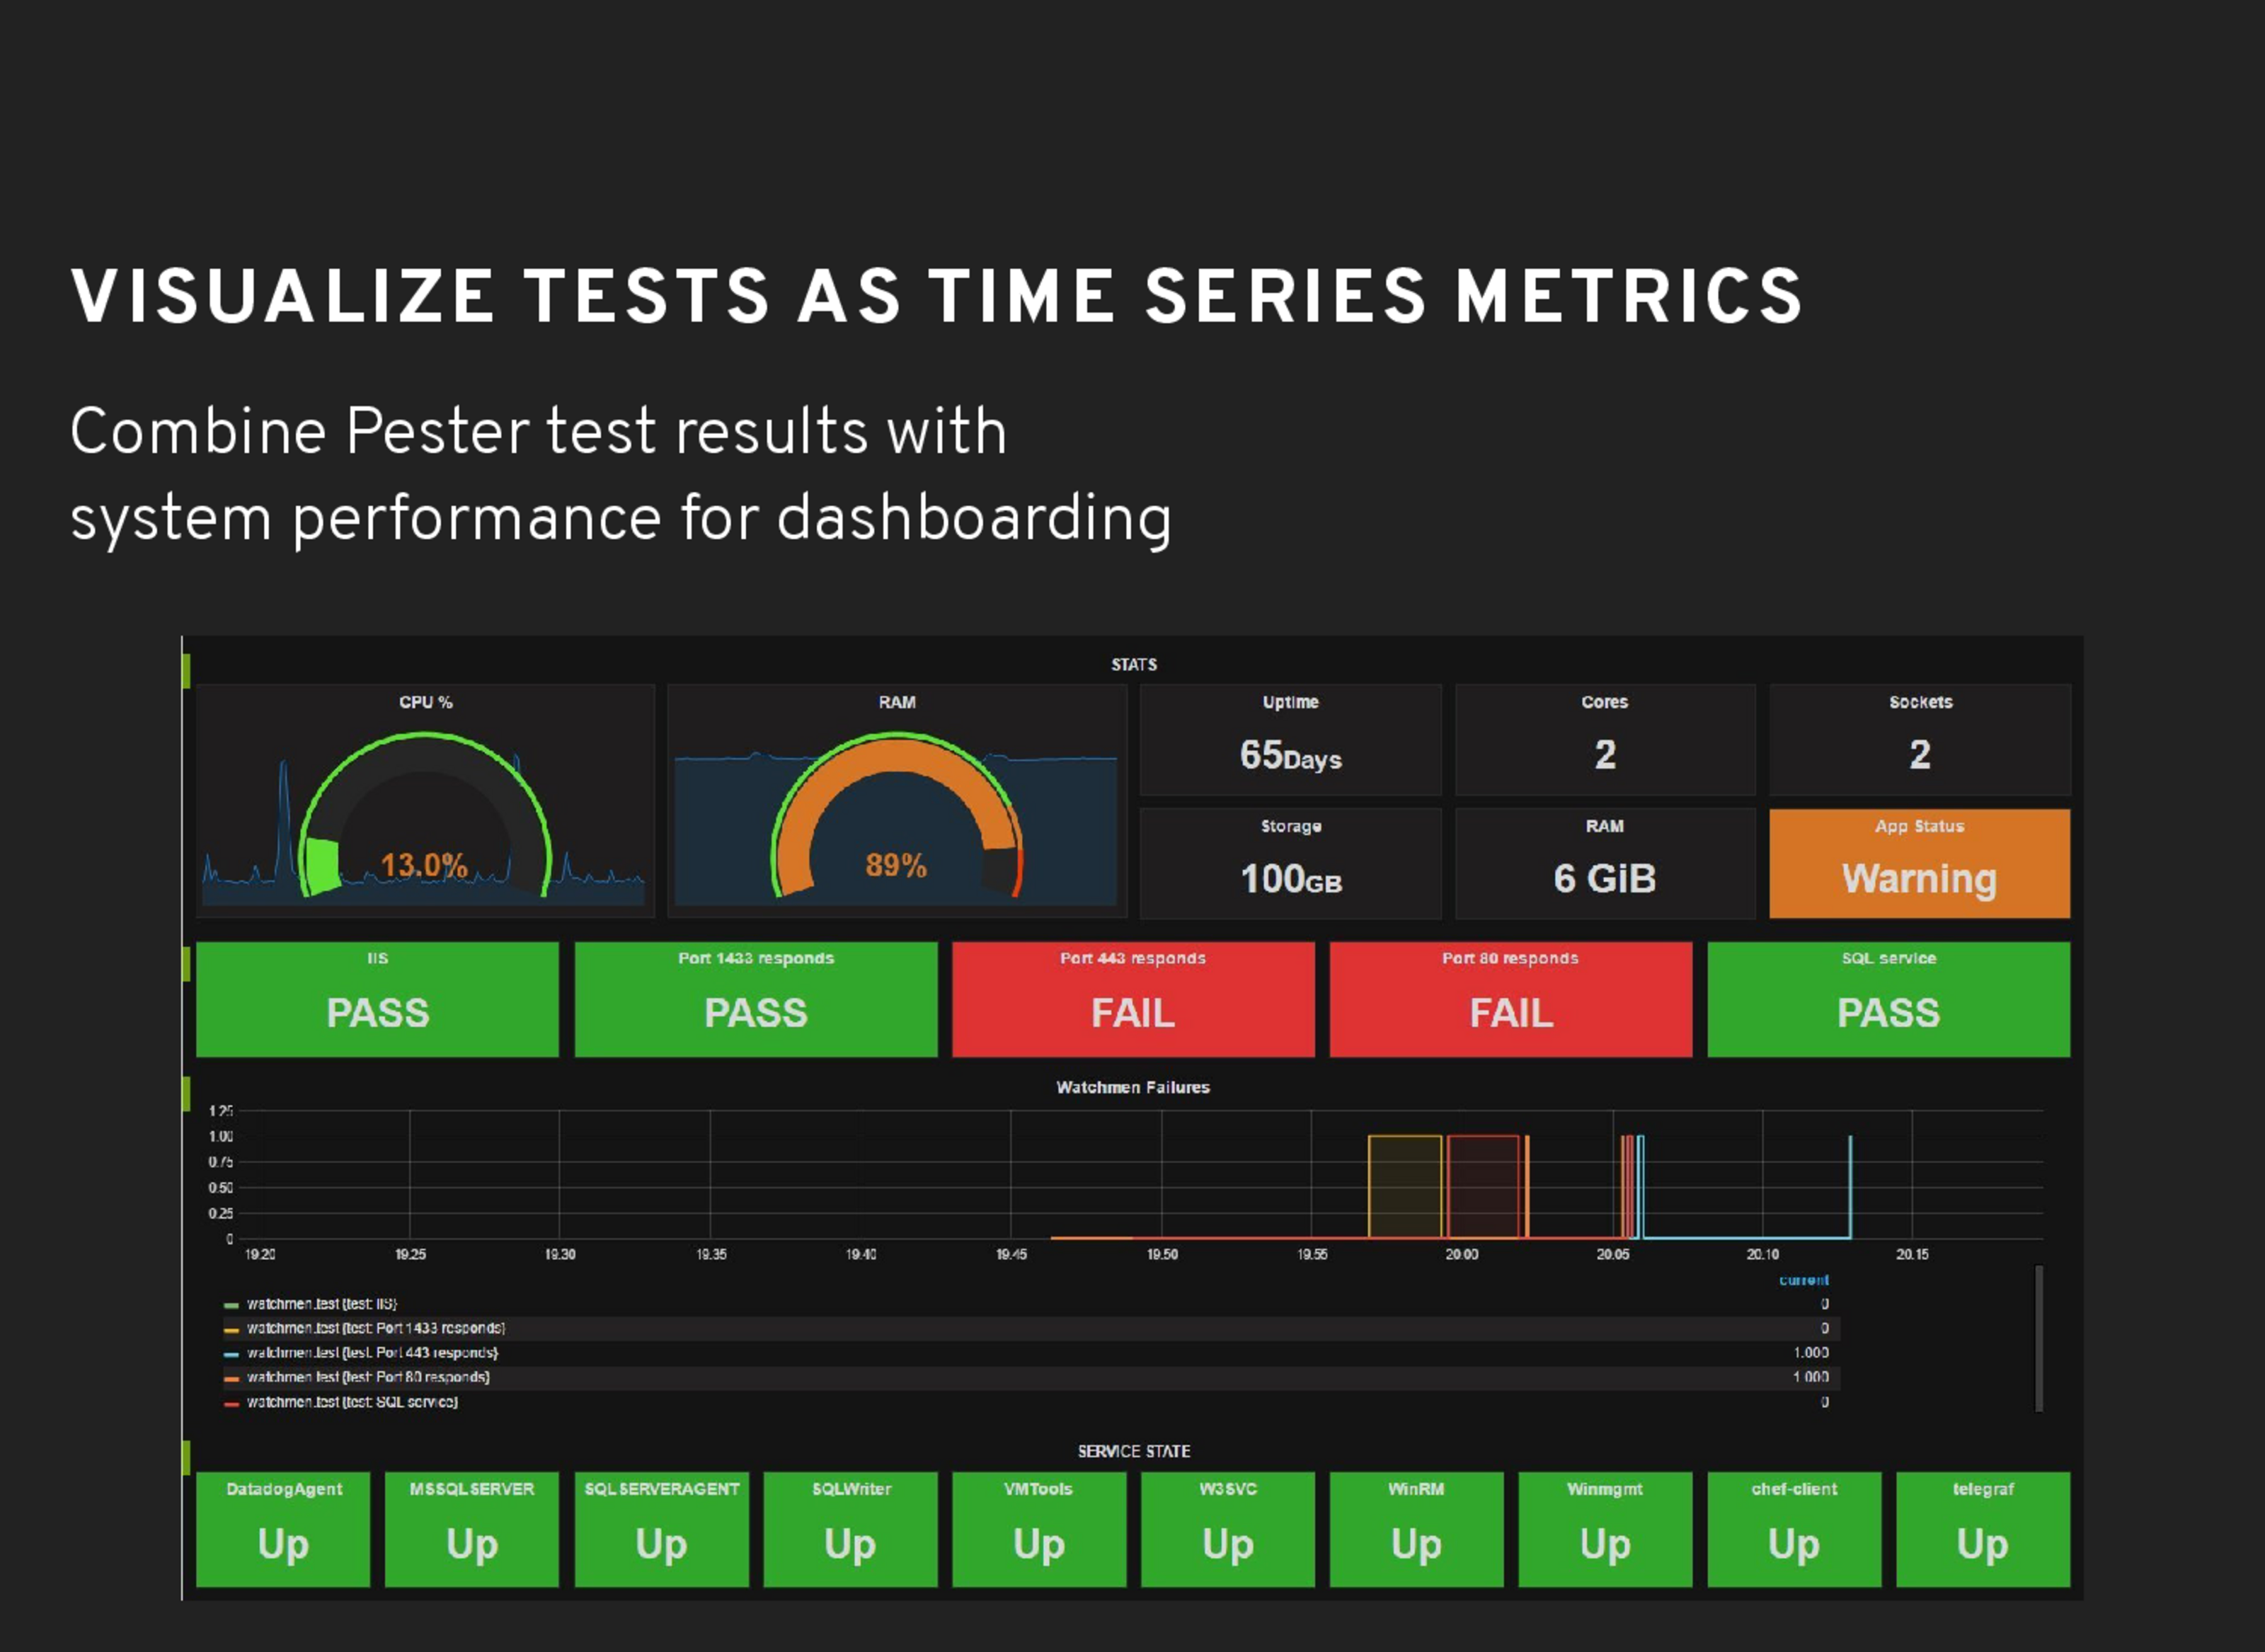 VISUALIZE TESTS AS TIME SERIES METRICS
Combine Pester test results with
system performance for dashboarding
STATS
CPU %
13.0%
RAM
89%
Uptime
65Days
Cores
2
Sockets
2
Storage
100GB
RAM
6 GiB
App Status
Warning
IIS
PASS
Port 1433 responds
PASS
Port 443 responds
FAIL
Port 80 responds
FAIL
SQL service
PASS
Watchmen Failures
1.25
1.00
0.75
0.50
0.25
0
19:20 19:25 19:30 19:35 19:40 19:45 19:50 19:55 20:00 20:05 20:10 20:15
current
watchmen.test {test: IIS} 0
watchmen.test {test: Port 1433 responds} 0
watchmen.test {test: Port 443 responds} 1.000
watchmen.test {test: Port 80 responds} 1.000
watchmen.test {test: SQL service} 0
SERVICE STATE
DatadogAgent
Up
MSSQLSERVER
Up
SQLSERVERAGENT
Up
SQLWriter
Up
VMTools
Up
W3SVC
Up
WinRM
Up
Winmgmt
Up
chef-client
Up
telegraf
Up